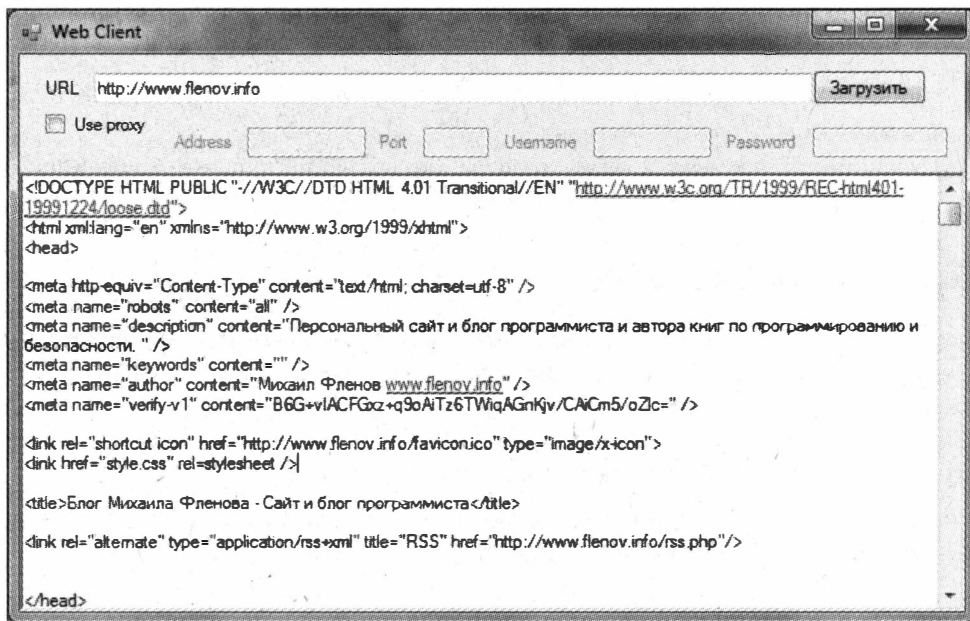 Web Client
URL http://www.flenov.info Загрузить
Use proxy Address Port Username Password
<!DOCTYPE HTML PUBLIC "-//W3C//DTD HTML 4.01 Transitional//EN" "http://www.w3c.org/TR/1999/REC-html401-
19991224/loose.dtd">
<html xml:lang="en" xmlns="http://www.w3.org/1999/xhtml">
<head>
<meta http-equiv="Content-Type" content="text/html; charset=utf-8" />
<meta name="robots" content="all" />
<meta name="description" content="Персональный сайт и блог программиста и автора книг по программированию и
безопасности. " />
<meta name="keywords" content="" />
<meta name="author" content="Михаил Фленов www.flenov.info" />
<meta name="verify-v1" content="B6G+vIACFGxz+q9oAiTz6TWiqAGnKjv/CAiCm5/oZlc=" />
<link rel="shortcut icon" href="http://www.flenov.info/favicon.ico" type="image/x-icon">
<link href="style.css" rel=stylesheet />
<title>Блог Михаила Фленова - Сайт и блог программиста</title>
<link rel="alternate" type="application/rss+xml" title="RSS" href="http://www.flenov.info/rss.php"/>
</head>